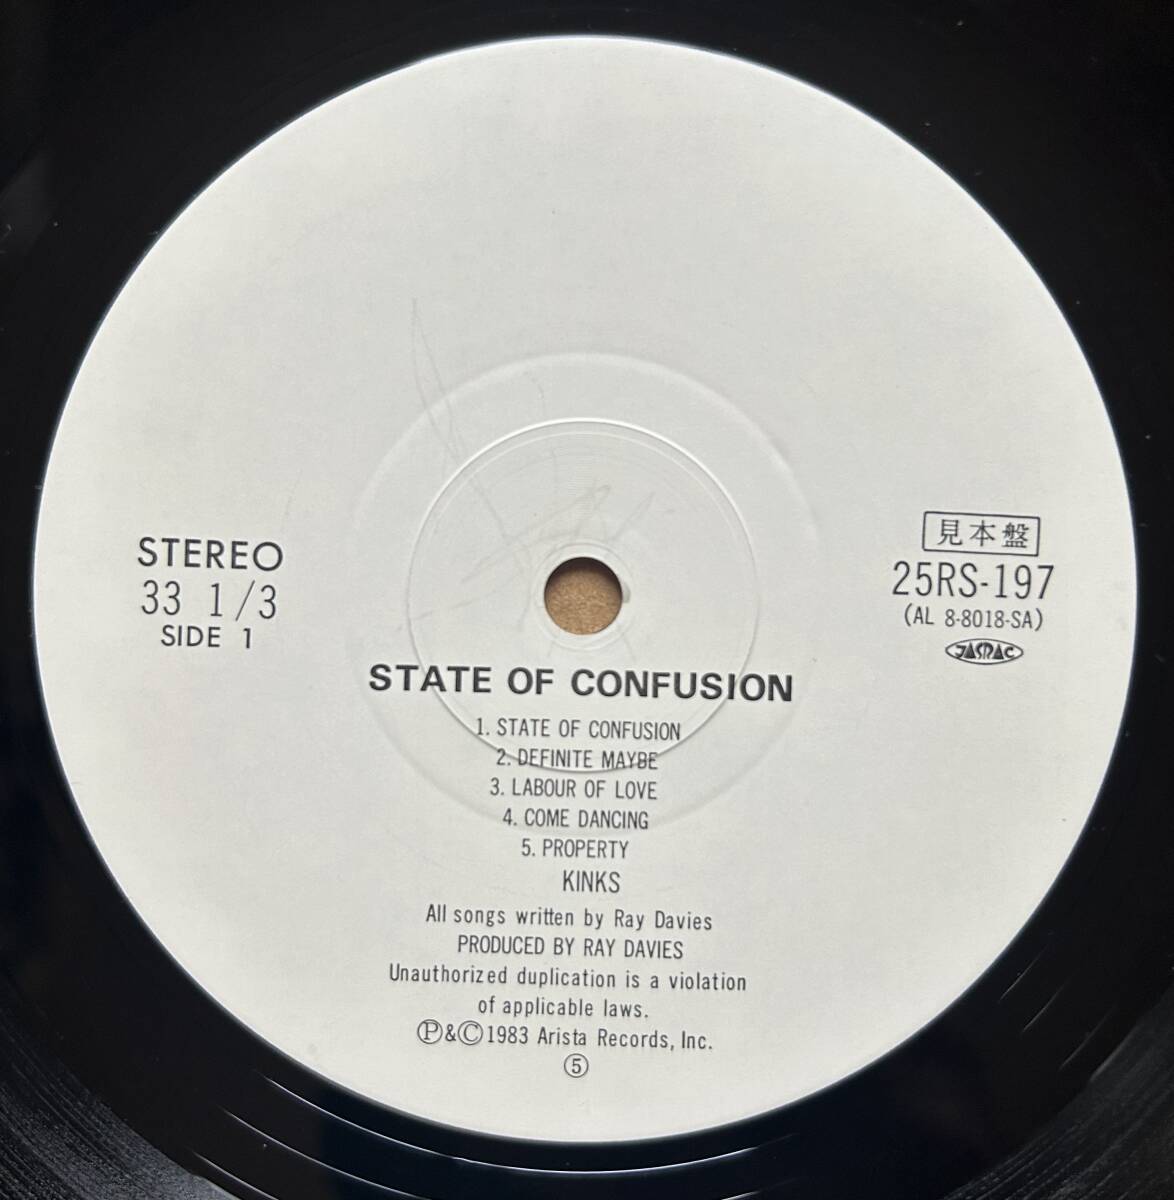 STEREO
33 1/3
SIDE 1
見本盤
25RS-197
(AL 8-8018-SA)
JASRAC
STATE OF CONFUSION
1. STATE OF CONFUSION
2. DEFINITE MAYBE
3. LABOUR OF LOVE
4. COME DANCING
5. PROPERTY
KINKS
All songs written by Ray Davies
PRODUCED BY RAY DAVIES
Unauthorized duplication is a violation
of applicable laws.
Ⓟ&Ⓒ1983 Arista Records, Inc.
⑤